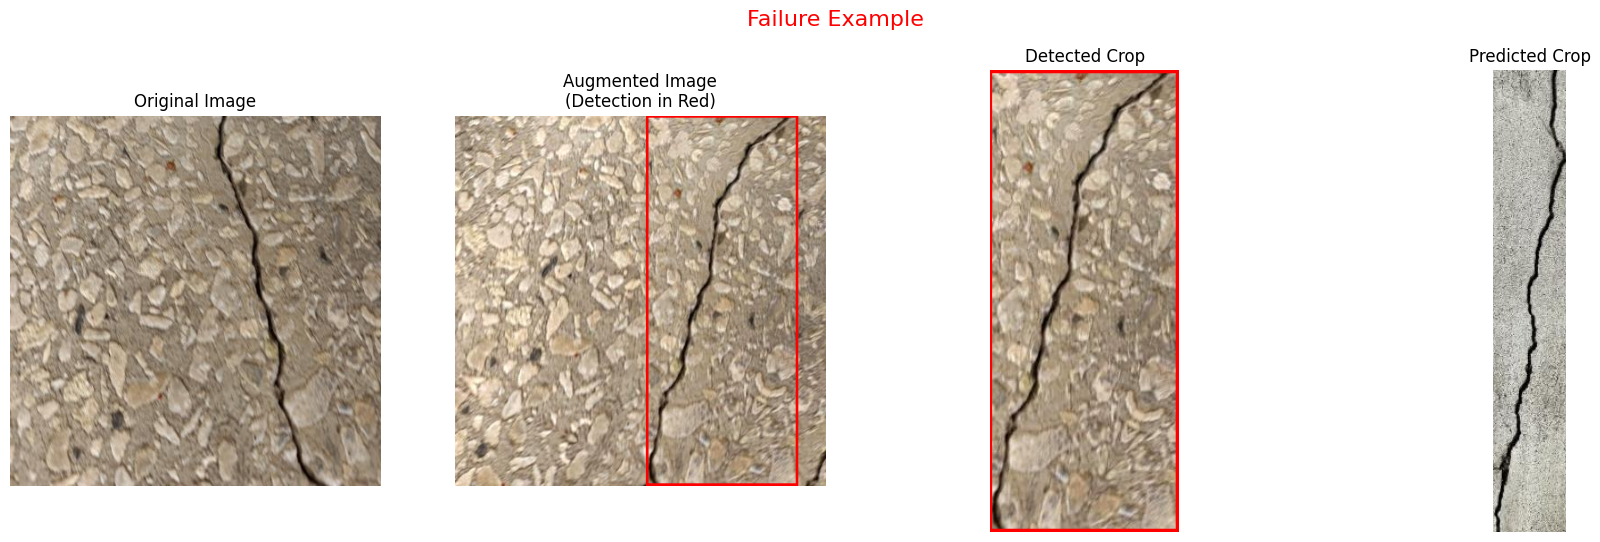 Failure Example
Original Image
Augmented Image
(Detection in Red)
Detected Crop
Predicted Crop